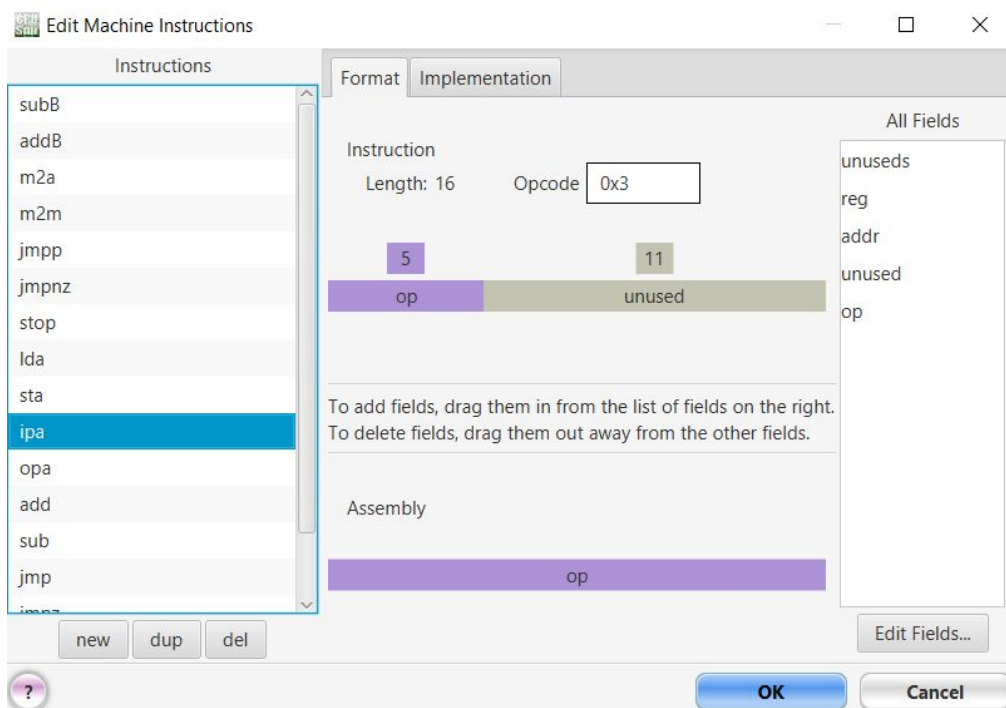 Edit Machine Instructions
Instructions
subB
addB
m2a
m2m
jmpp
jmpnz
stop
lda
sta
ipa
opa
add
sub
jmp
new dup del
Format Implementation
Instruction
Length: 16 Opcode 0x3
5 11
op unused
To add fields, drag them in from the list of fields on the right.
To delete fields, drag them out away from the other fields.
Assembly
op
All Fields
unuseds
reg
addr
unused
op
Edit Fields...
? OK Cancel